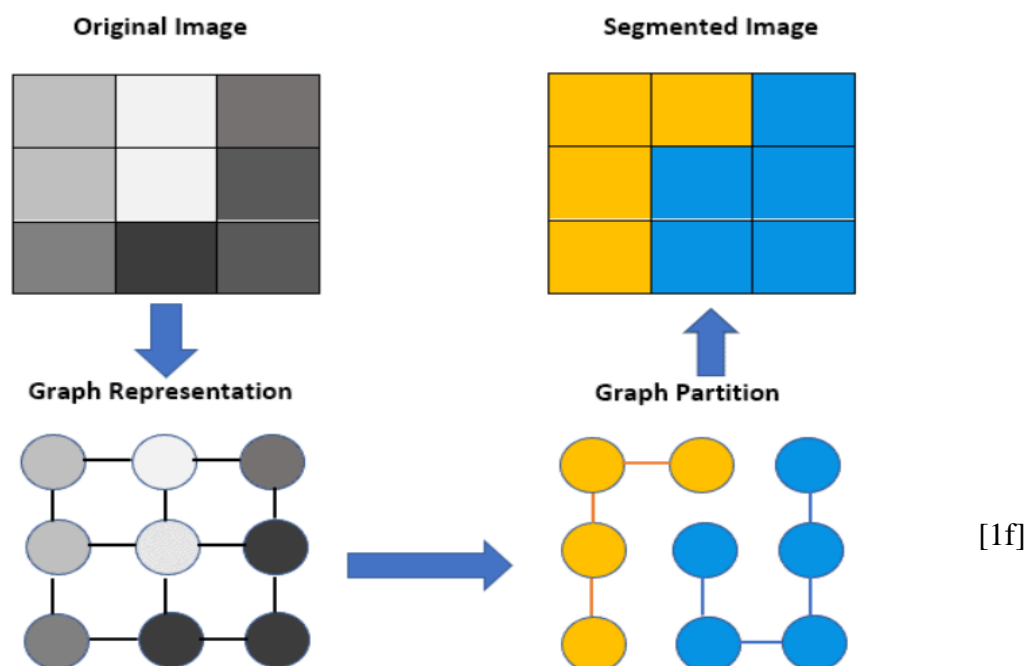 Original Image
Segmented Image
Graph Representation
Graph Partition
[1f]